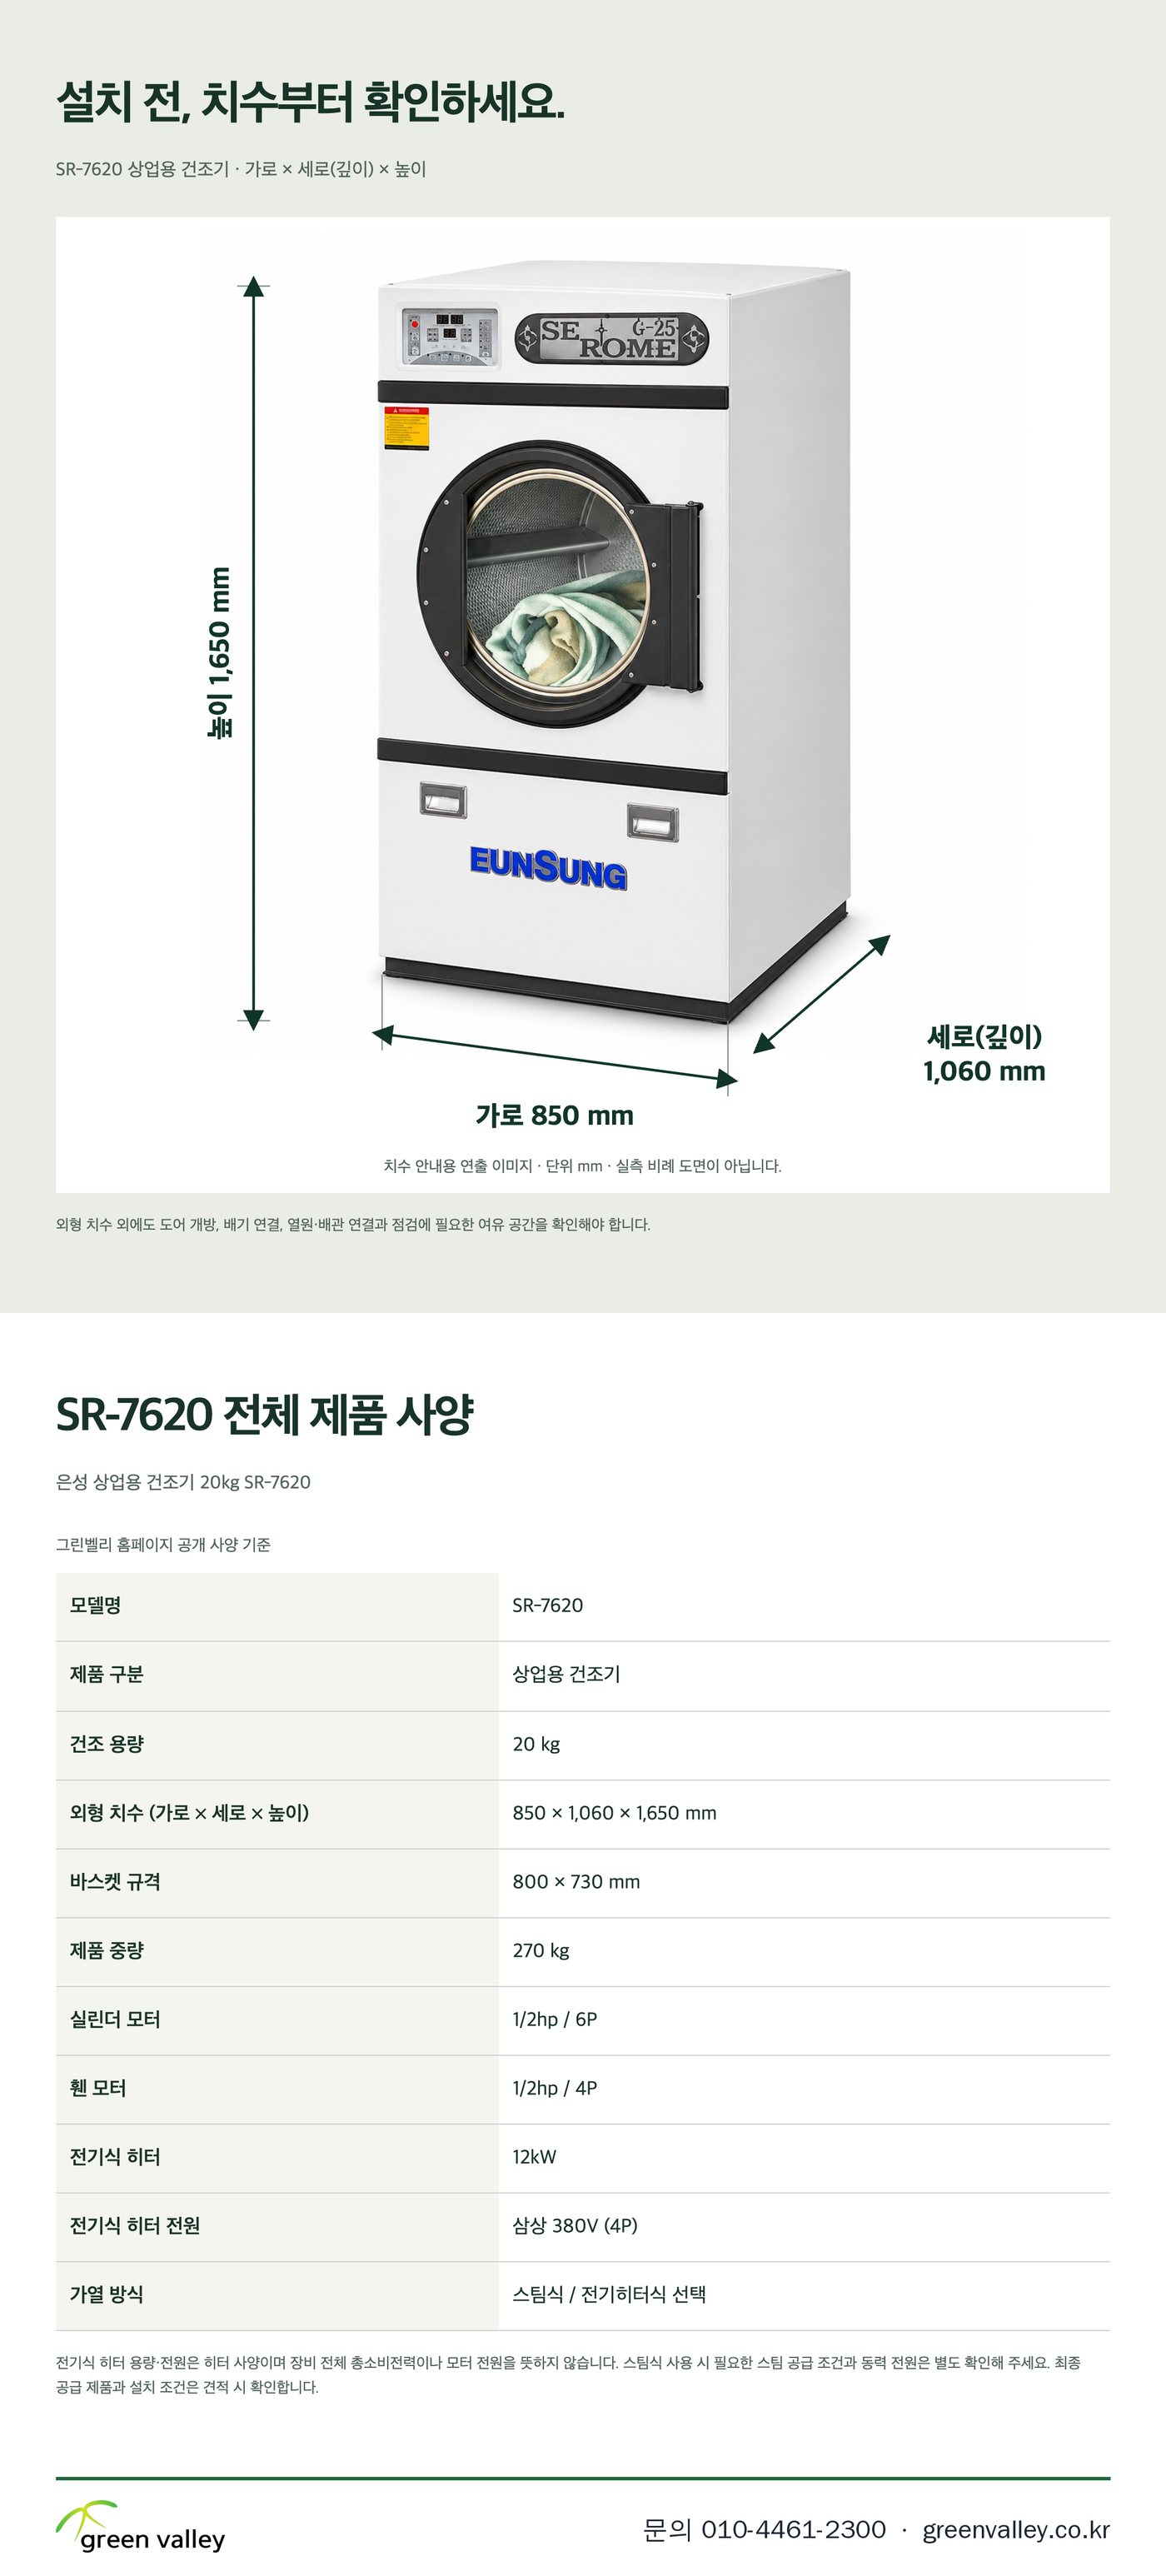 설치 전, 치수부터 확인하세요.
SR-7620 상업용 건조기 · 가로 × 세로(깊이) × 높이
SE ROME G-25
높이 1,650 mm
EUNSUNG
세로(깊이)
1,060 mm
가로 850 mm
치수 안내용 연출 이미지 · 단위 mm · 실측 비례 도면이 아닙니다.
외형 치수 외에도 도어 개방, 배기 연결, 열원·배관 연결과 점검에 필요한 여유 공간을 확인해야 합니다.
SR-7620 전체 제품 사양
은성 상업용 건조기 20kg SR-7620
그린벨리 홈페이지 공개 사양 기준
모델명 SR-7620
제품 구분 상업용 건조기
건조 용량 20 kg
외형 치수 (가로 × 세로 × 높이) 850 × 1,060 × 1,650 mm
바스켓 규격 800 × 730 mm
제품 중량 270 kg
실린더 모터 1/2hp / 6P
휀 모터 1/2hp / 4P
전기식 히터 12kW
전기식 히터 전원 삼상 380V (4P)
가열 방식 스팀식 / 전기히터식 선택
전기식 히터 용량·전원은 히터 사양이며 장비 전체 총소비전력이나 모터 전원을 뜻하지 않습니다. 스팀식 사용 시 필요한 스팀 공급 조건과 동력 전원은 별도 확인해 주세요. 최종
공급 제품과 설치 조건은 견적 시 확인합니다.
green valley
문의 010-4461-2300 · greenvalley.co.kr